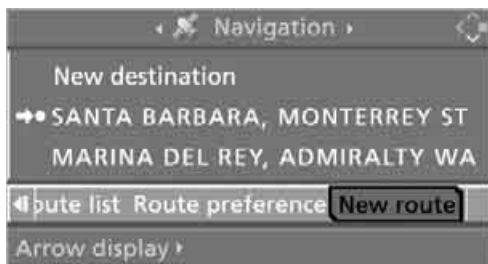 Navigation
New destination
SANTA BARBARA, MONTERREY ST
MARINA DEL REY, ADMIRALTY WA
oute list Route preference New route
Arrow display